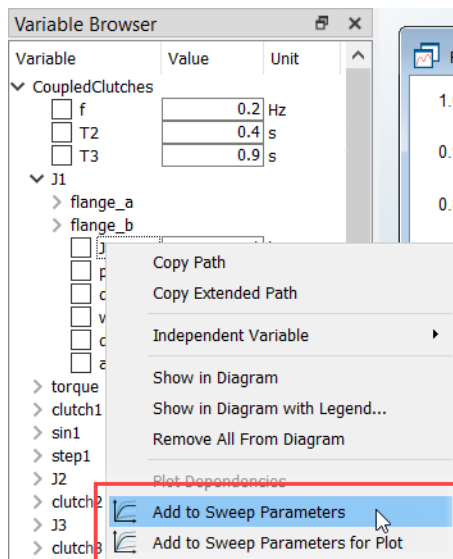 Variable Browser
Variable Value Unit
CoupledClutches
f 0.2 Hz
T2 0.4 s
T3 0.9 s
J1
flange_a
flange_b
Copy Path
Copy Extended Path
Independent Variable
Show in Diagram
Show in Diagram with Legend...
Remove All From Diagram
torque
clutch1
sin1
step1
J2
Plot Dependencies
clutch2
Add to Sweep Parameters
J3
clutch3
Add to Sweep Parameters for Plot